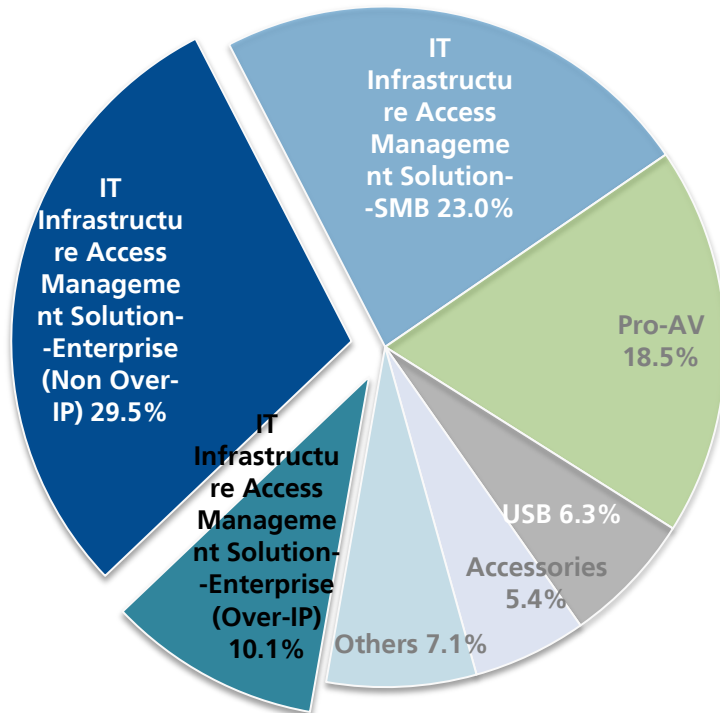 IT
Infrastructu
re Access
Manageme
nt Solution-
-SMB 23.0%
Pro-AV
18.5%
USB 6.3%
Accessories
5.4%
Others 7.1%
IT
Infrastructu
re Access
Manageme
nt Solution-
-Enterprise
(Over-IP)
10.1%
IT
Infrastructu
re Access
Manageme
nt Solution-
-Enterprise
(Non Over-
IP) 29.5%